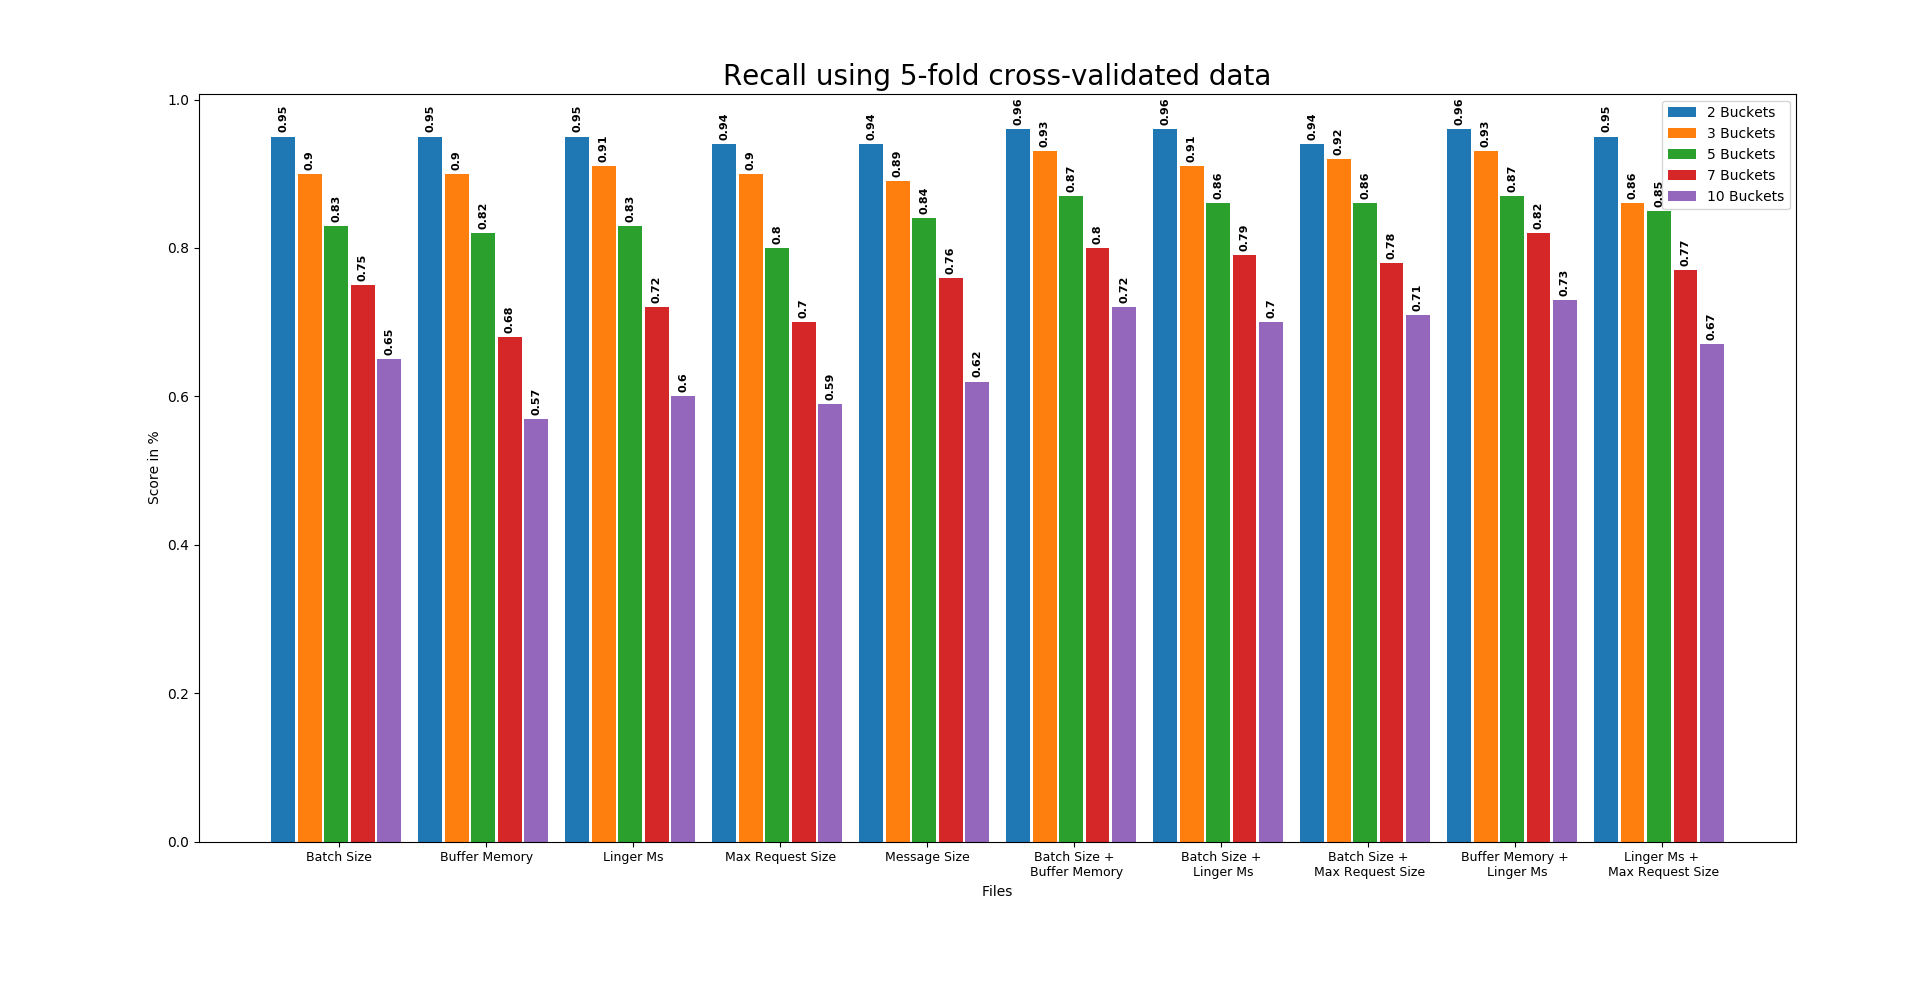 Recall using 5-fold cross-validated data
1.0
0.8
0.6
0.4
0.2
0.0
Score in %
0.95
0.9
0.83
0.75
0.65
0.95
0.9
0.82
0.68
0.57
0.95
0.91
0.83
0.72
0.6
0.94
0.9
0.8
0.7
0.59
0.94
0.89
0.84
0.76
0.62
0.96
0.93
0.87
0.8
0.72
0.96
0.91
0.86
0.79
0.7
0.94
0.92
0.86
0.78
0.71
0.96
0.93
0.87
0.82
0.73
0.95
0.86
0.85
0.77
0.67
2 Buckets
3 Buckets
5 Buckets
7 Buckets
10 Buckets
Batch Size
Buffer Memory
Linger Ms
Max Request Size
Message Size
Batch Size +
Buffer Memory
Batch Size +
Linger Ms
Batch Size +
Max Request Size
Buffer Memory +
Linger Ms
Linger Ms +
Max Request Size
Files